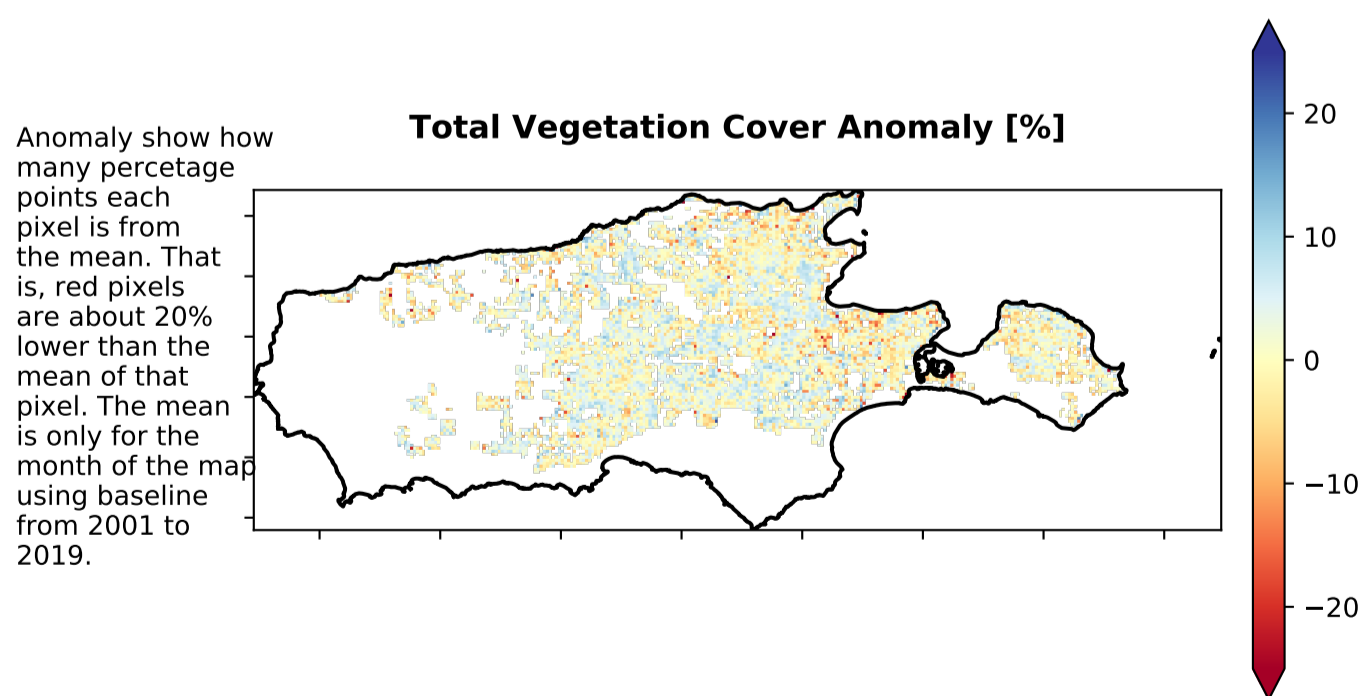 Total Vegetation Cover Anomaly [%]
Anomaly show how
many percetage
points each
pixel is from
the mean. That
is, red pixels
are about 20%
lower than the
mean of that
pixel. The mean
is only for the
month of the map
using baseline
from 2001 to
2019.
20
10
0
−10
−20